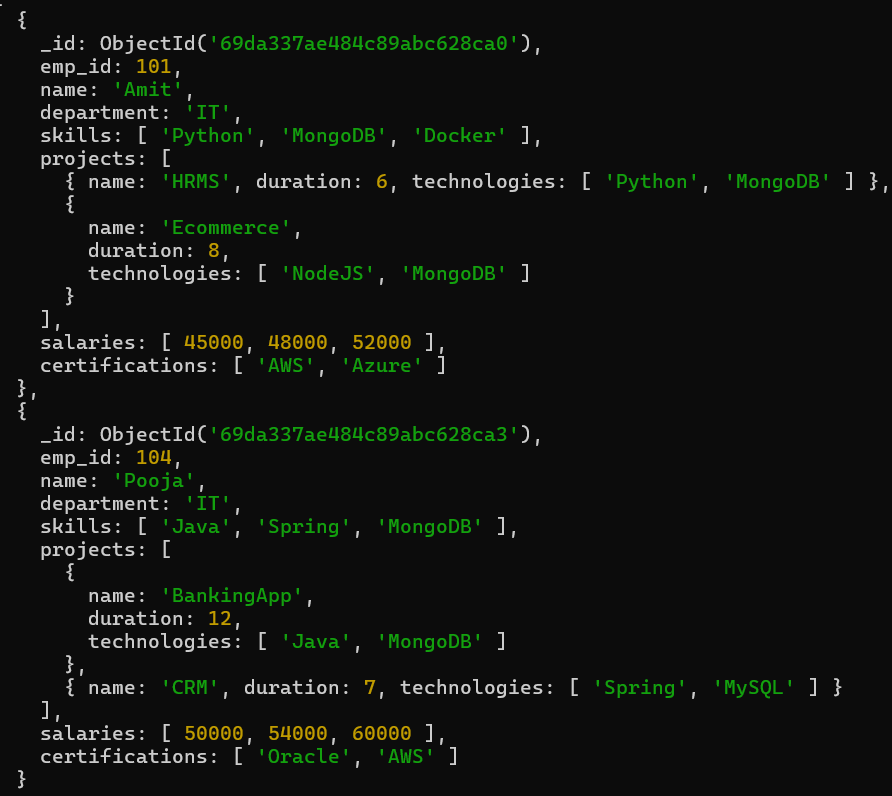 {
_id: ObjectId('69da337ae484c89abc628ca0'),
emp_id: 101,
name: 'Amit',
department: 'IT',
skills: [ 'Python', 'MongoDB', 'Docker' ],
projects: [
{ name: 'HRMS', duration: 6, technologies: [ 'Python', 'MongoDB' ] },
{
name: 'Ecommerce',
duration: 8,
technologies: [ 'NodeJS', 'MongoDB' ]
}
],
salaries: [ 45000, 48000, 52000 ],
certifications: [ 'AWS', 'Azure' ]
},
{
_id: ObjectId('69da337ae484c89abc628ca3'),
emp_id: 104,
name: 'Pooja',
department: 'IT',
skills: [ 'Java', 'Spring', 'MongoDB' ],
projects: [
{
name: 'BankingApp',
duration: 12,
technologies: [ 'Java', 'MongoDB' ]
},
{ name: 'CRM', duration: 7, technologies: [ 'Spring', 'MySQL' ] }
],
salaries: [ 50000, 54000, 60000 ],
certifications: [ 'Oracle', 'AWS' ]
}